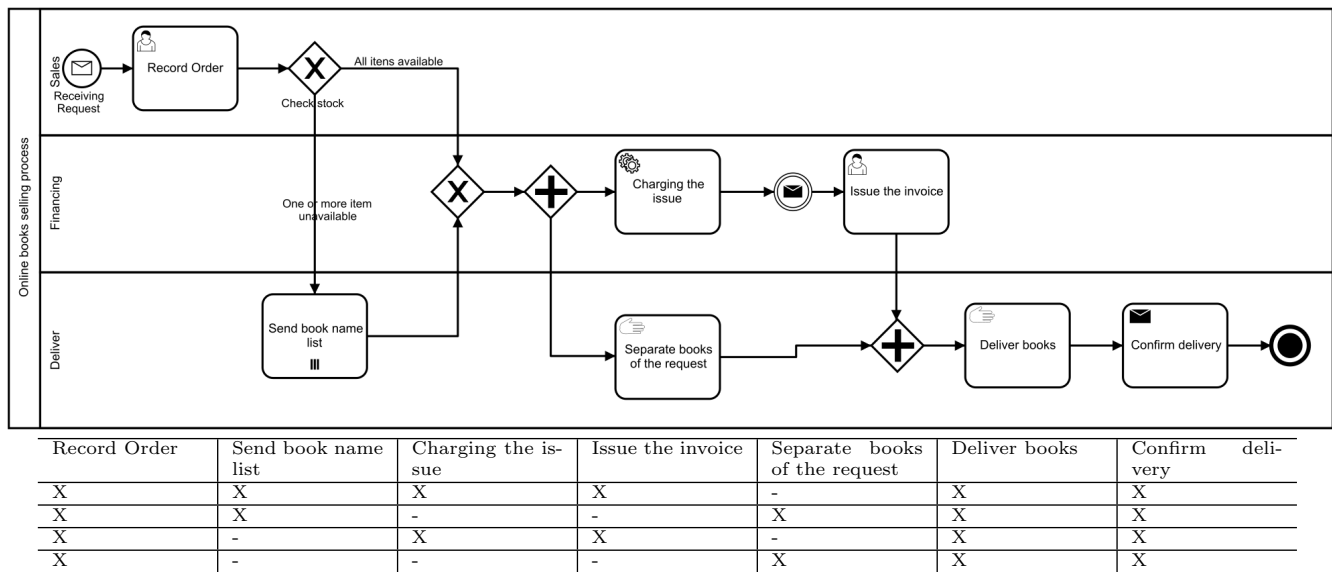 Online books selling process
Sales
Receiving
Request
Record Order
Check stock
All itens available
Financing
One or more item
unavailable
Charging the
issue
Issue the invoice
Deliver
Send book name
list
Separate books
of the request
Deliver books
Confirm delivery
Record Order Send book name Charging the is- Issue the invoice Separate books Deliver books Confirm deli-
list sue of the request very
X X X X - X X
X X - - X X X
X - X X - X X
X - - - X X X